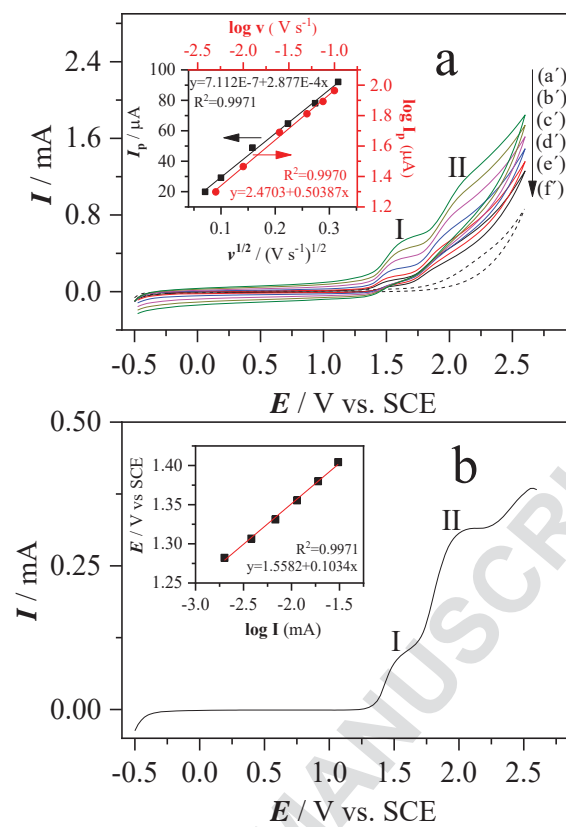 log v ( V s⁻¹)
-2.5 -2.0 -1.5 -1.0
a
y=7.112E-7+2.877E-4x
R²=0.9971
R²=0.9970
y=2.4703+0.50387x
100
80
60
40
20
Iₚ / μA
2.0
1.8
1.6
1.4
1.2
log Iₚ (μA)
0.1 0.2 0.3
v¹/² / (V s⁻¹)¹/²
(a´)
(b´)
(c´)
(d´)
(e´)
(f´)
I
II
2.4
1.6
0.8
0.0
I / mA
-0.5 0.0 0.5 1.0 1.5 2.0 2.5
E / V vs. SCE
b
1.40
1.35
1.30
1.25
E / V vs SCE
R²=0.9971
y=1.5582+0.1034x
-3.0 -2.5 -2.0 -1.5
log I (mA)
I
II
0.50
0.25
0.00
I / mA
-0.5 0.0 0.5 1.0 1.5 2.0 2.5
E / V vs. SCE
MANUSCRI